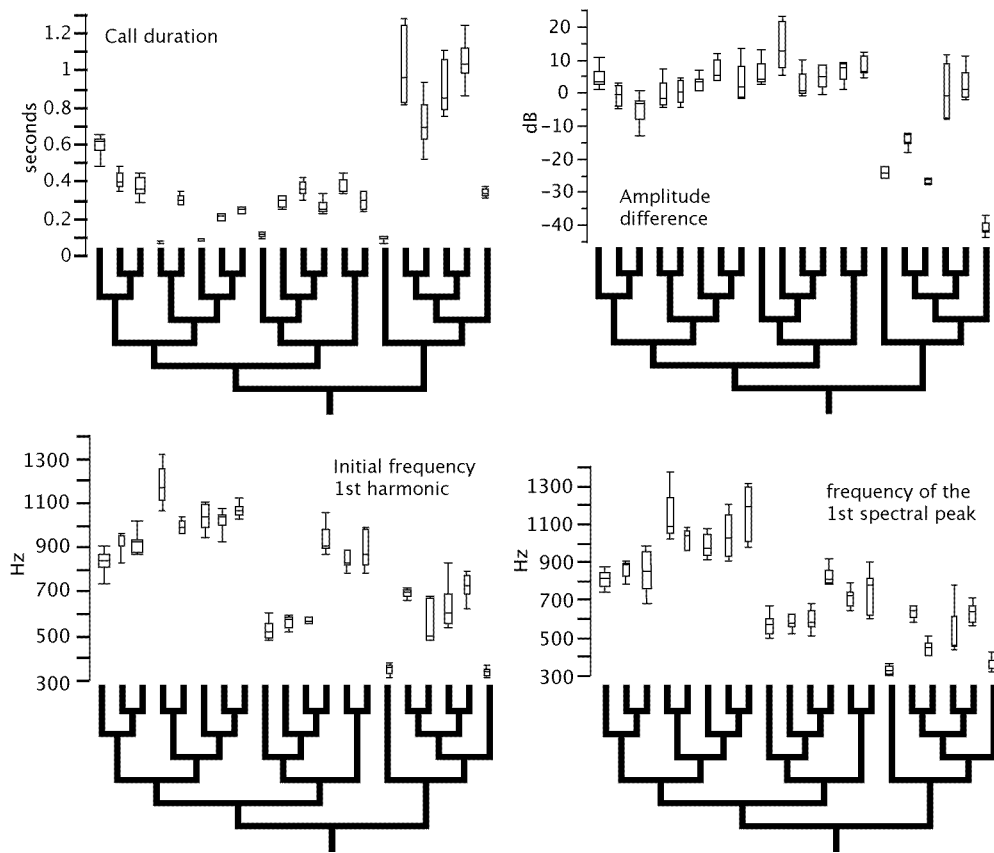 Call duration
seconds
1.2
1
0.8
0.6
0.4
0.2
0
Amplitude
difference
dB
20
10
0
-10
-20
-30
-40
Initial frequency
1st harmonic
Hz
1300
1100
900
700
500
300
frequency of the
1st spectral peak
Hz
1300
1100
900
700
500
300